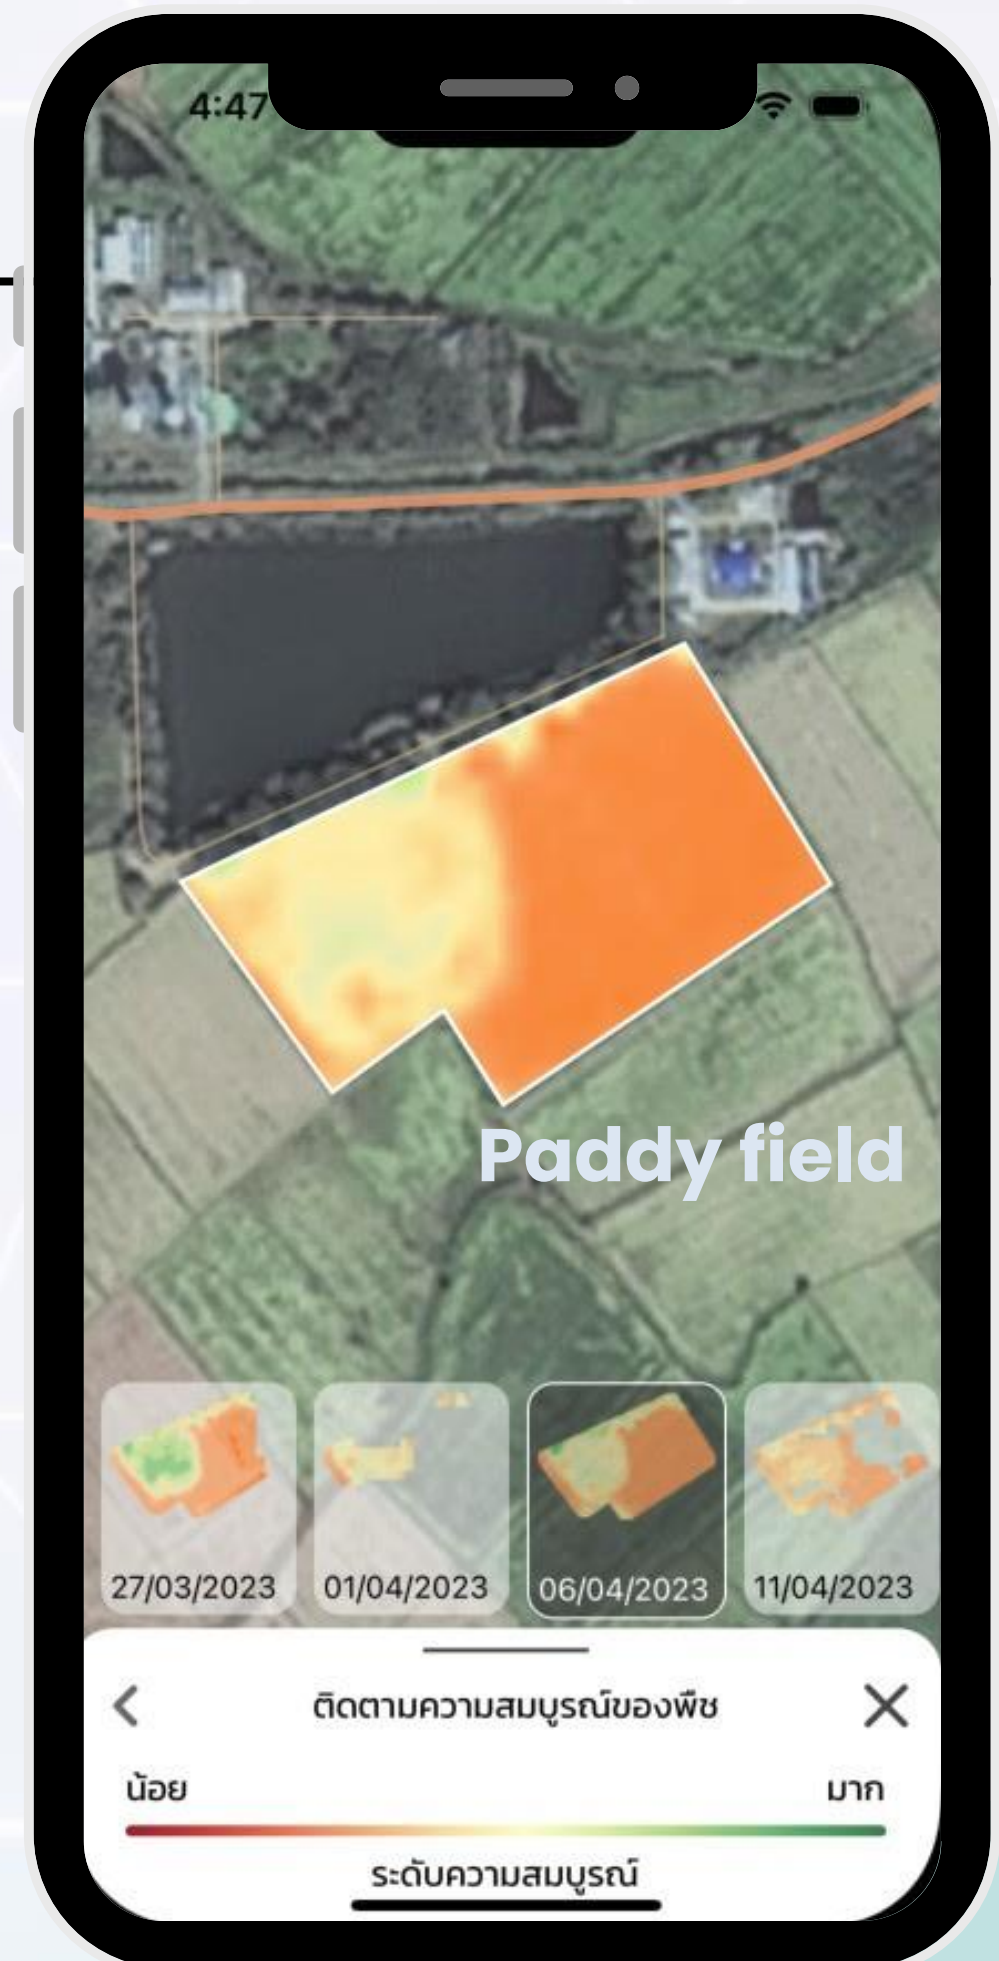 4:47
Paddy field
27/03/2023
01/04/2023
06/04/2023
11/04/2023
ติดตามความสมบูรณ์ของพืช
น้อย
มาก
ระดับความสมบูรณ์